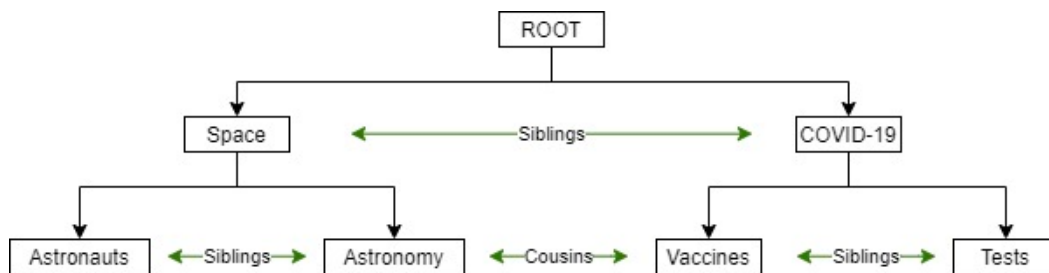 ROOT
Space
Siblings
COVID-19
Astronauts
Siblings
Astronomy
Cousins
Vaccines
Siblings
Tests